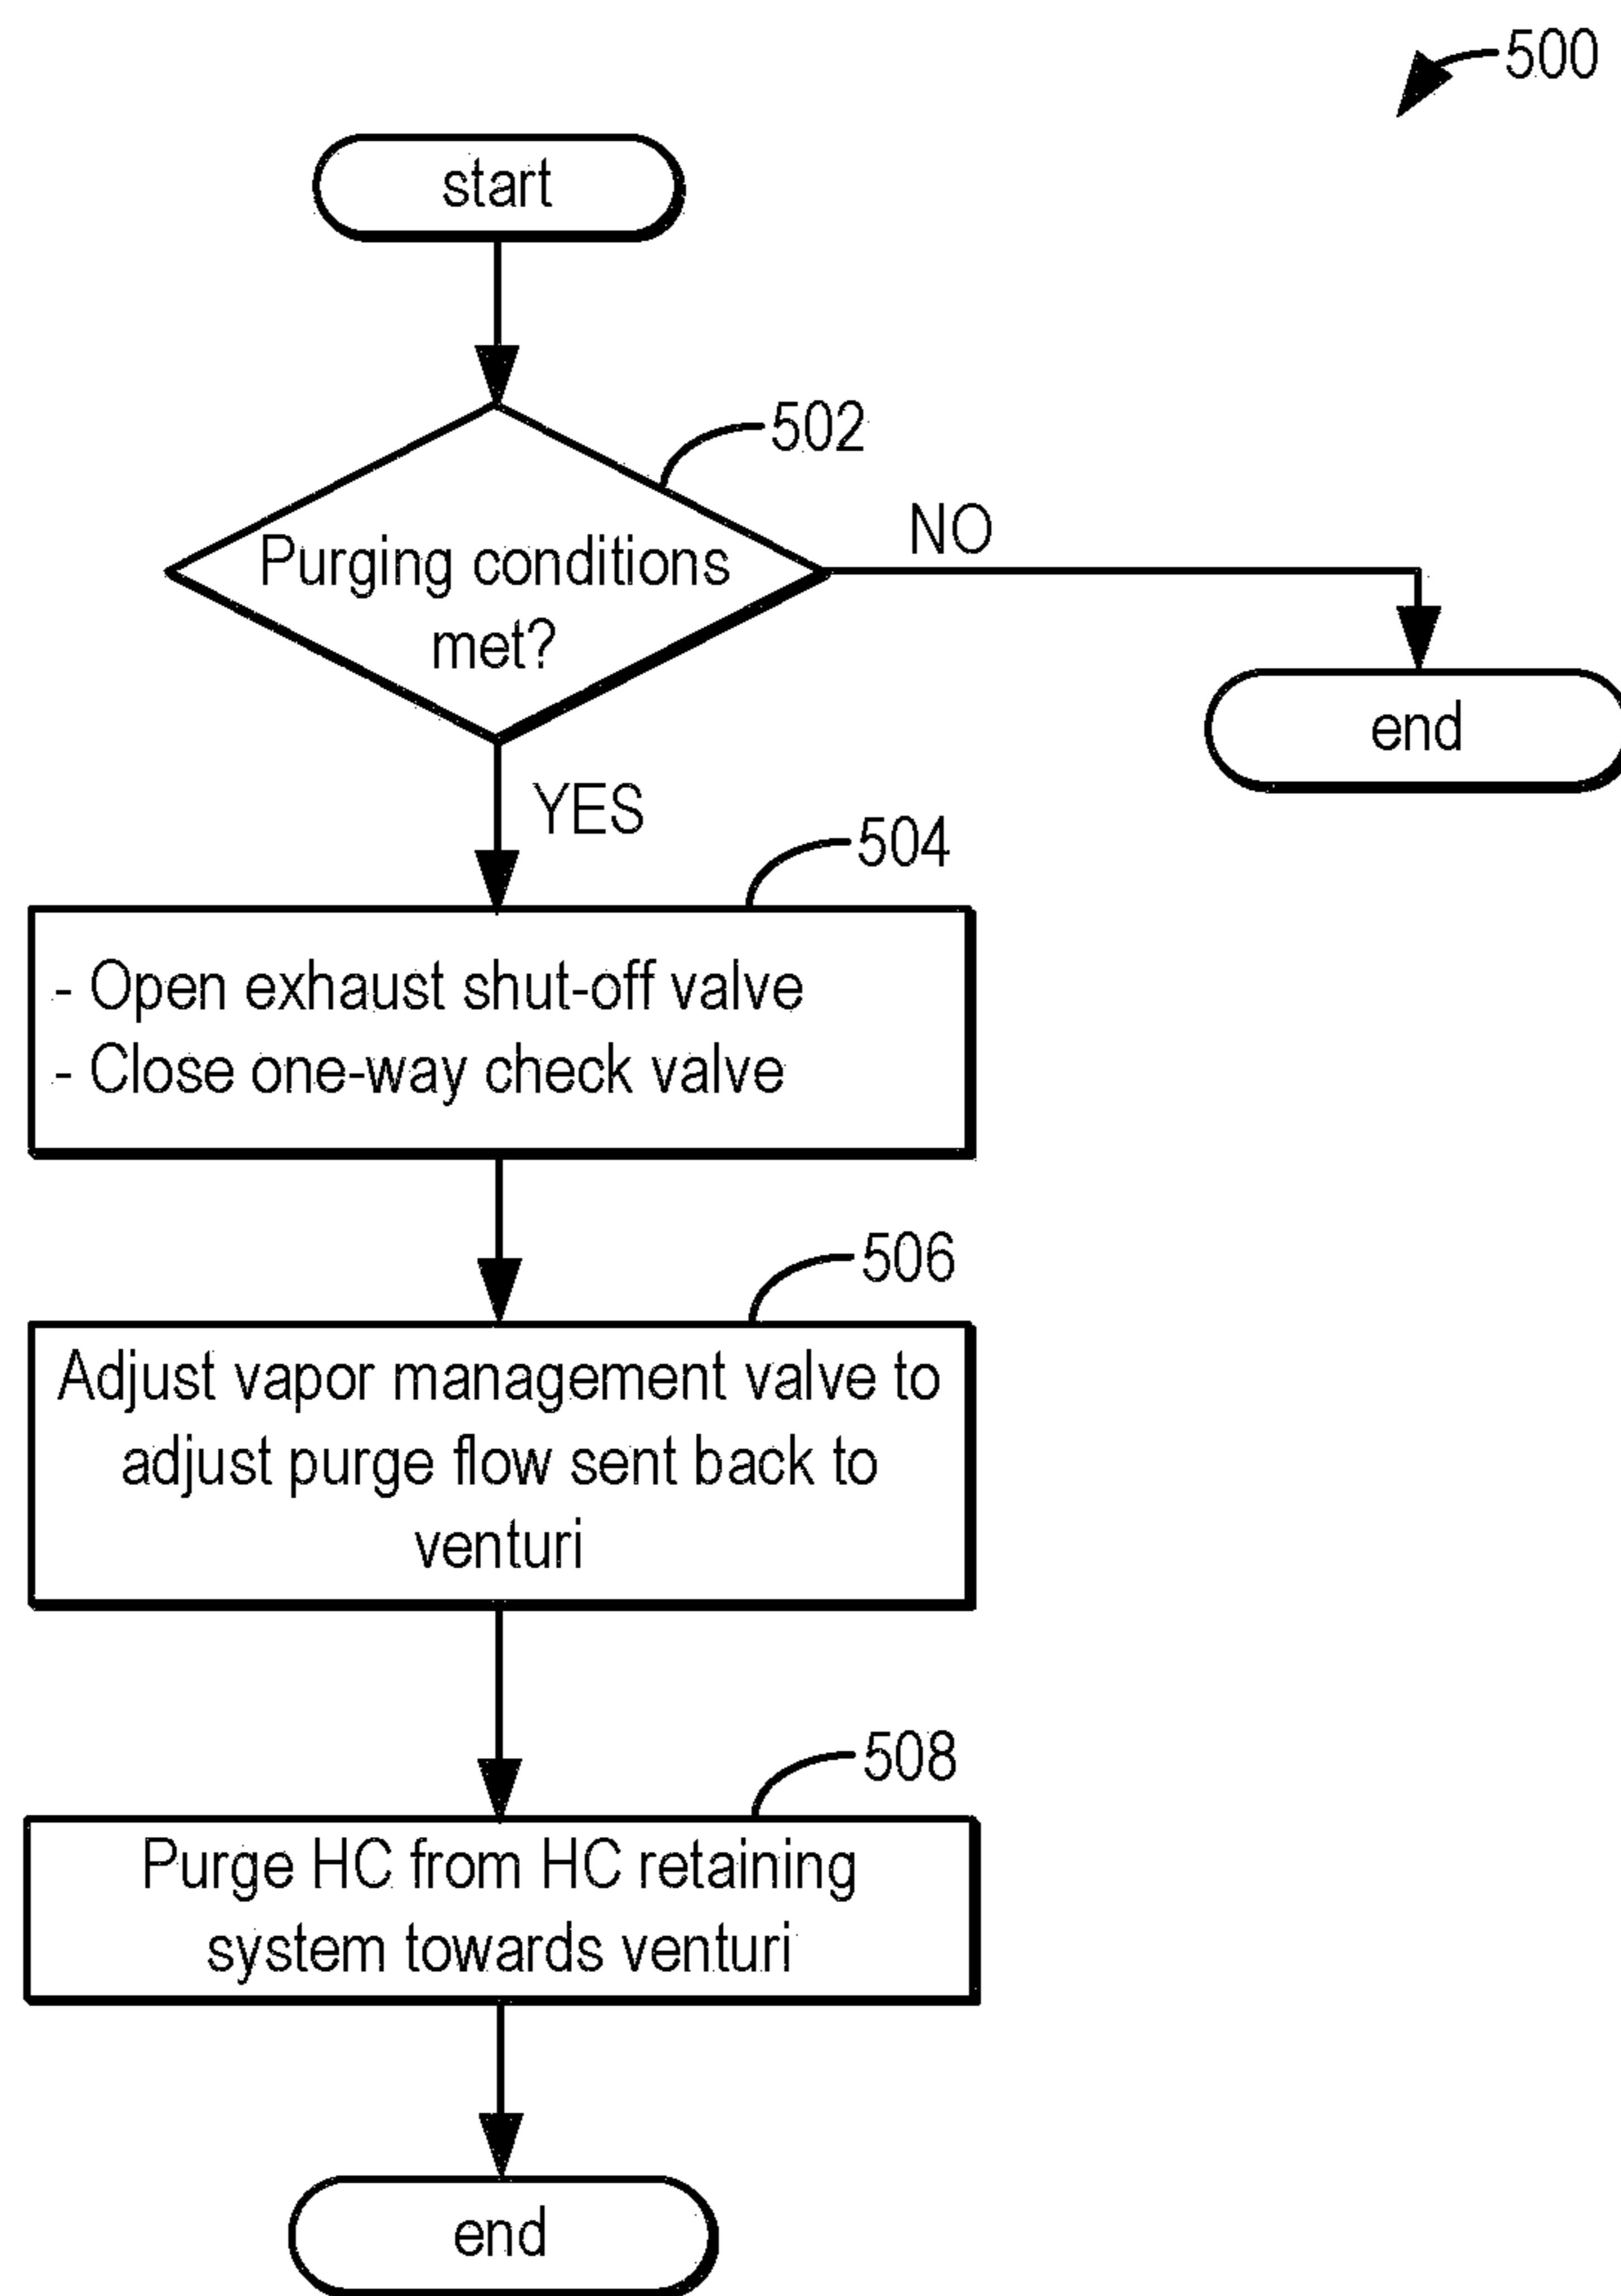 500
start
502
Purging conditions
met?
NO
end
YES
504
- Open exhaust shut-off valve
- Close one-way check valve
506
Adjust vapor management valve to
adjust purge flow sent back to
venturi
508
Purge HC from HC retaining
system towards venturi
end